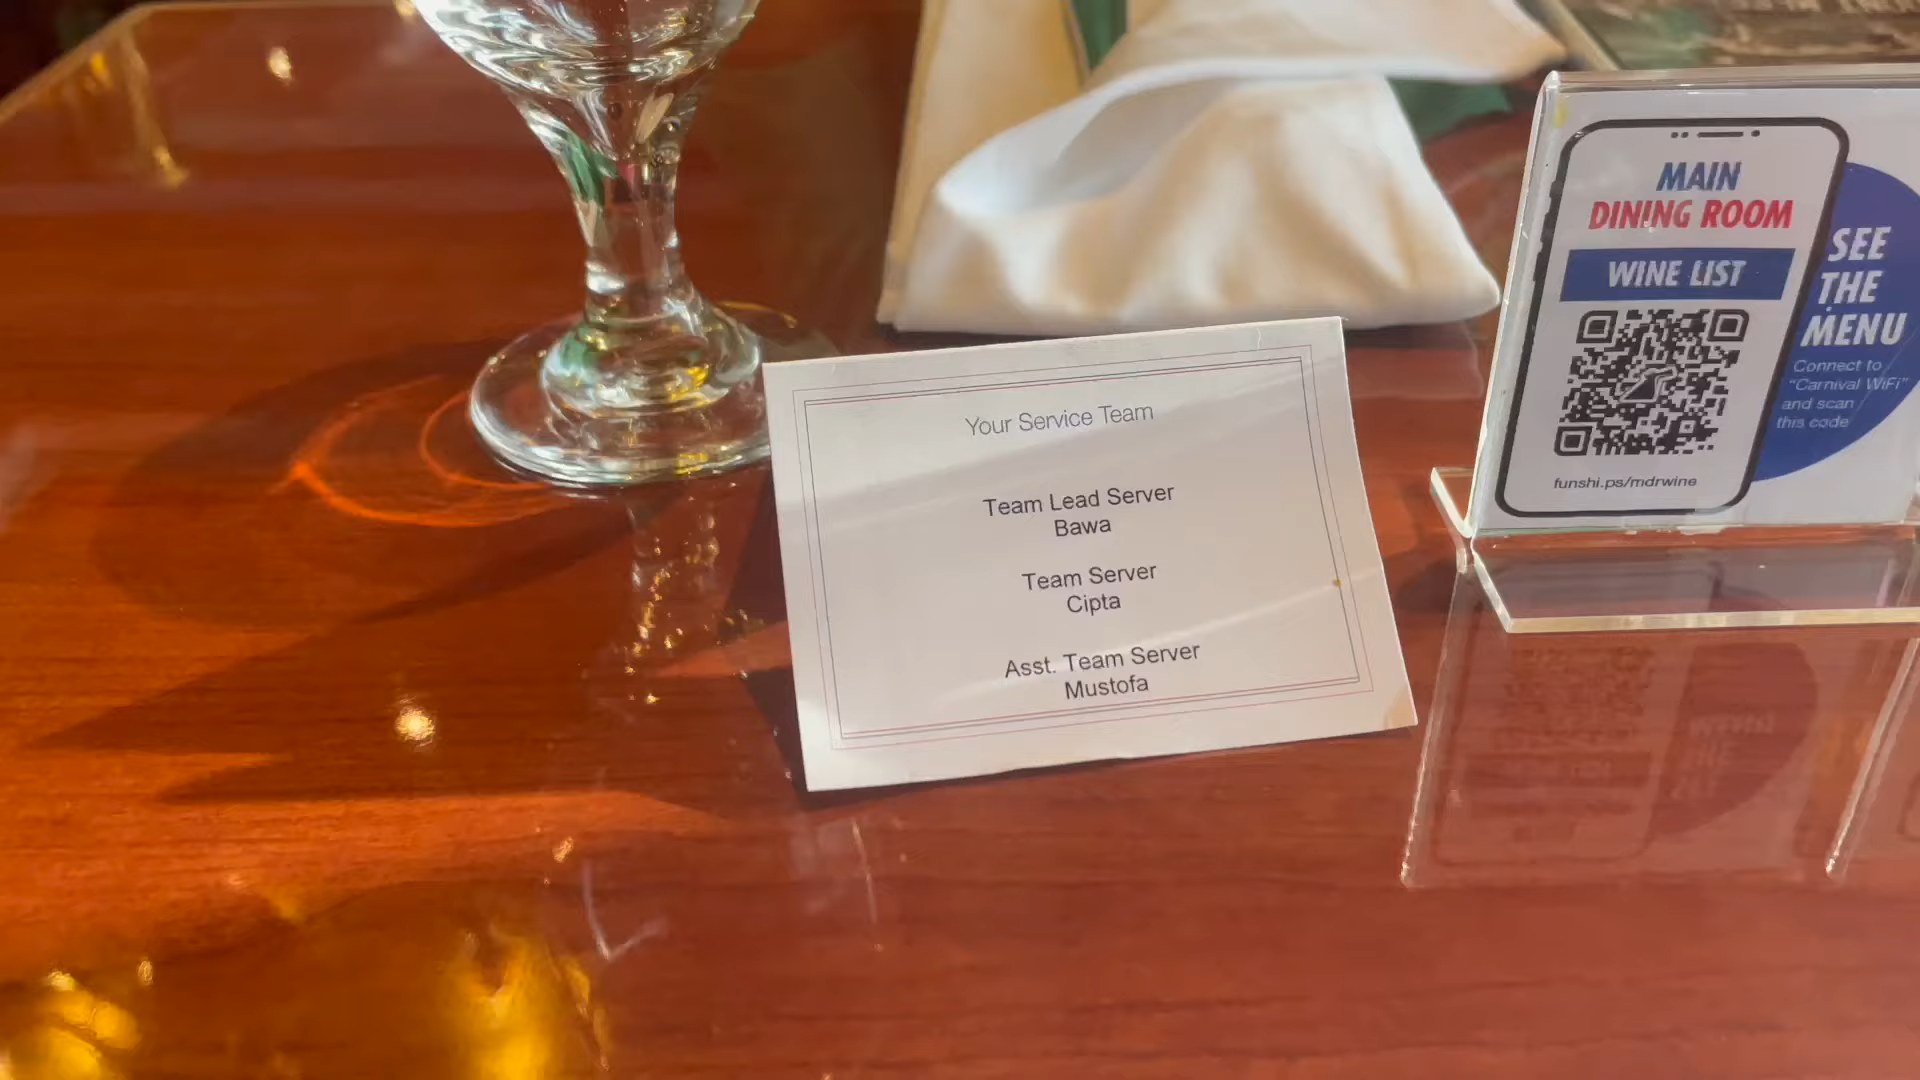 Your Service Team
Team Lead Server
Bawa
Team Server
Cipta
Asst. Team Server
Mustofa
MAIN
DINING ROOM
WINE LIST
funshi.ps/mdrwine
SEE
THE
MENU
Connect to
"Carnival WiFi"
and scan
this code